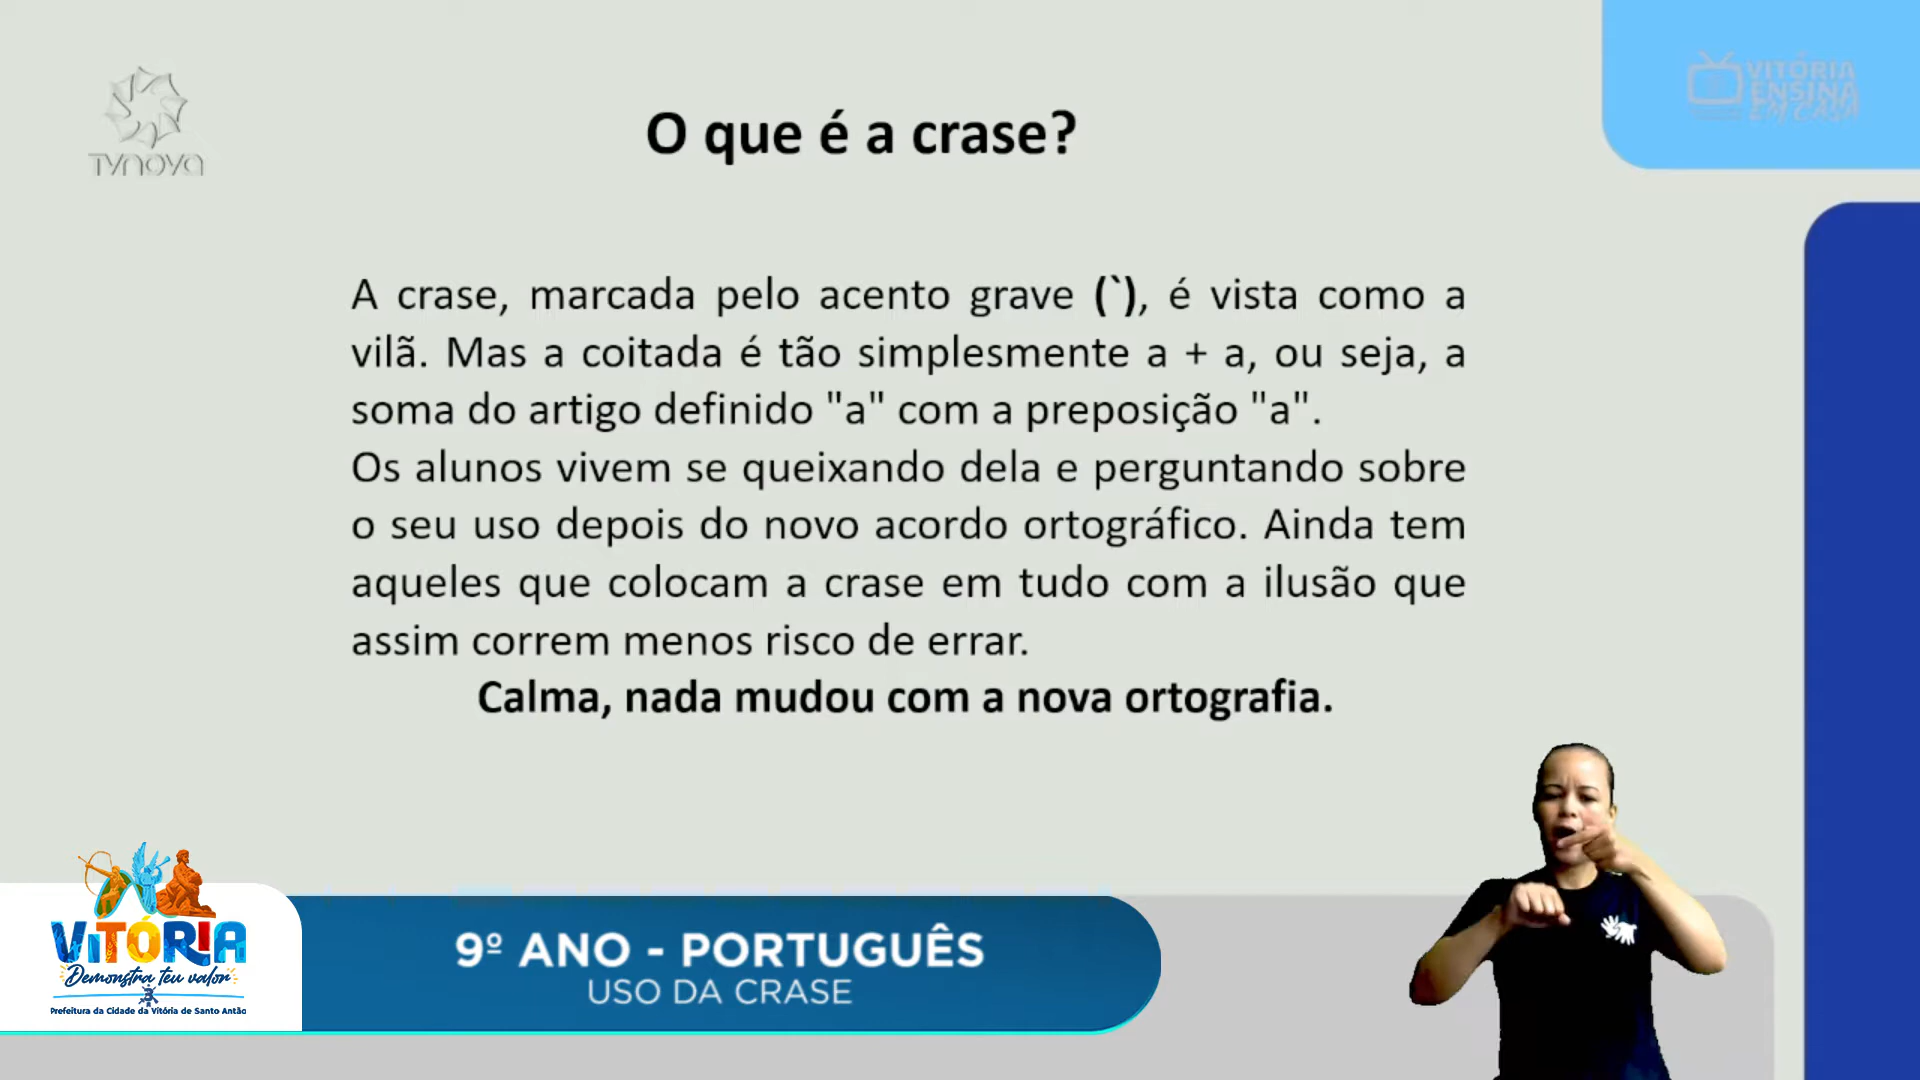 TVNOVA
VITÓRIA
ENSINA
EM CASA
O que é a crase?
A crase, marcada pelo acento grave (`), é vista como a
vilã. Mas a coitada é tão simplesmente a + a, ou seja, a
soma do artigo definido "a" com a preposição "a".
Os alunos vivem se queixando dela e perguntando sobre
o seu uso depois do novo acordo ortográfico. Ainda tem
aqueles que colocam a crase em tudo com a ilusão que
assim correm menos risco de errar.
Calma, nada mudou com a nova ortografia.
VITÓRIA
Demonstra teu valor
Prefeitura da Cidade da Vitória de Santo Antão
9º ANO - PORTUGUÊS
USO DA CRASE